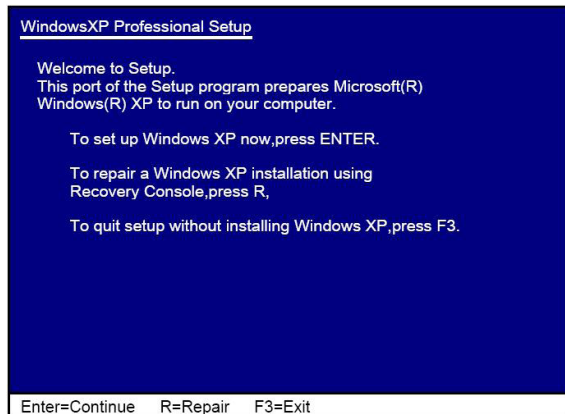 WindowsXP Professional Setup
Welcome to Setup.
This port of the Setup program prepares Microsoft(R)
Windows(R) XP to run on your computer.
To set up Windows XP now,press ENTER.
To repair a Windows XP installation using
Recovery Console,press R,
To quit setup without installing Windows XP,press F3.
Enter=Continue R=Repair F3=Exit